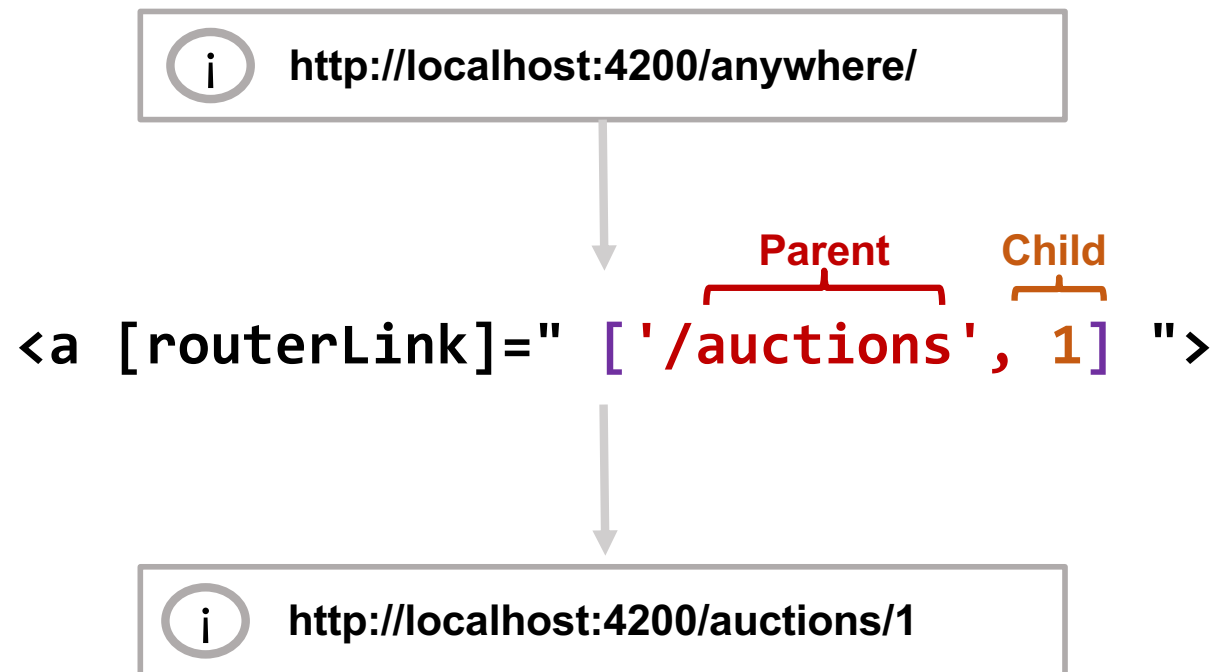 i http://localhost:4200/anywhere/
Parent Child
<a [routerLink]=" ['/auctions', 1] ">
i http://localhost:4200/auctions/1